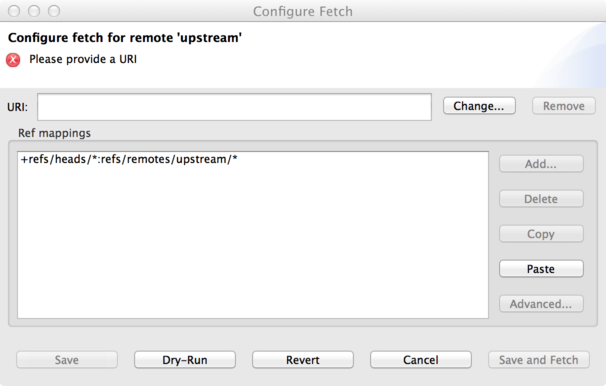 Configure Fetch
Configure fetch for remote 'upstream'
Please provide a URI
URI:
Change...
Remove
Ref mappings
+refs/heads/*:refs/remotes/upstream/*
Add...
Delete
Copy
Paste
Advanced...
Save
Dry-Run
Revert
Cancel
Save and Fetch